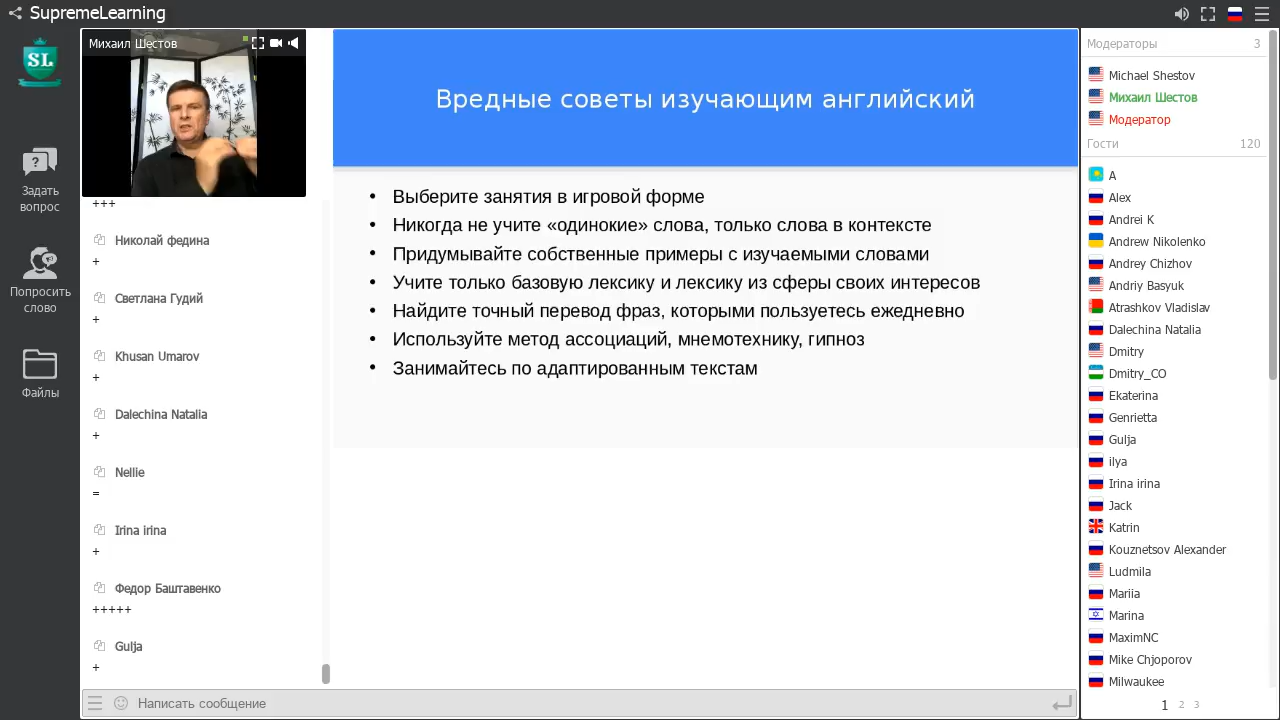 SupremeLearning
SL
Задать
вопрос
Попросить
слово
Файлы
Михаил Шестов
+++
Николай федина
+
Светлана Гудий
+
Khusan Umarov
+
Dalechina Natalia
+
Nellie
=
Irina irina
+
Федор Баштавенко
+++++
Gulja
+
Написать сообщение
Вредные советы изучающим английский
• Выберите занятия в игровой форме
• Никогда не учите «одинокие» слова, только слова в контексте
• Придумывайте собственные примеры с изучаемыми словами
• Учите только базовую лексику и лексику из сферы своих интересов
• Найдите точный перевод фраз, которыми пользуетесь ежедневно
• Используйте метод ассоциаций, мнемотехнику, гипноз
• Занимайтесь по адаптированным текстам
Модераторы 3
Michael Shestov
Михаил Шестов
Модератор
Гости 120
A
Alex
Andrei K
Andrew Nikolenko
Andrey Chizhov
Andriy Basyuk
Atrashkov Vladislav
Dalechina Natalia
Dmitry
Dmitry_CO
Ekaterina
Genrietta
Gulja
ilya
Irina irina
Jack
Katrin
Kouznetsov Alexander
Ludmila
Mariia
Marina
MaximNC
Mike Chjoporov
Milwaukee
1 2 3